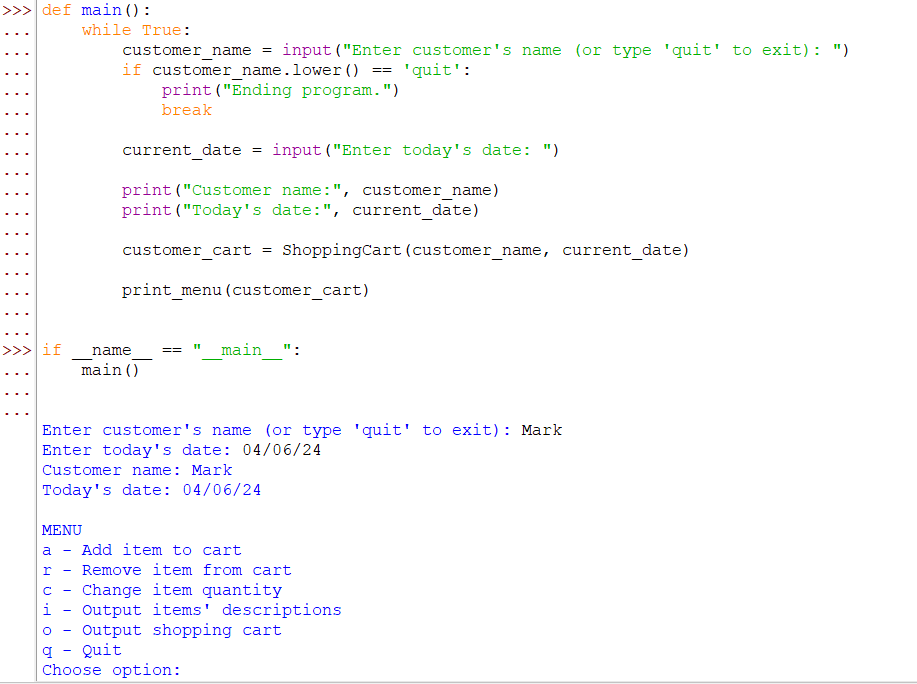 >>> def main():
...     while True:
...         customer_name = input("Enter customer's name (or type 'quit' to exit): ")
...         if customer_name.lower() == 'quit':
...             print("Ending program.")
...             break
...
...         current_date = input("Enter today's date: ")
...
...         print("Customer name:", customer_name)
...         print("Today's date:", current_date)
...
...         customer_cart = ShoppingCart(customer_name, current_date)
...
...         print_menu(customer_cart)
...
...
>>> if __name__ == "__main__":
...     main()
...
...
Enter customer's name (or type 'quit' to exit): Mark
Enter today's date: 04/06/24
Customer name: Mark
Today's date: 04/06/24

MENU
a - Add item to cart
r - Remove item from cart
c - Change item quantity
i - Output items' descriptions
o - Output shopping cart
q - Quit
Choose option: